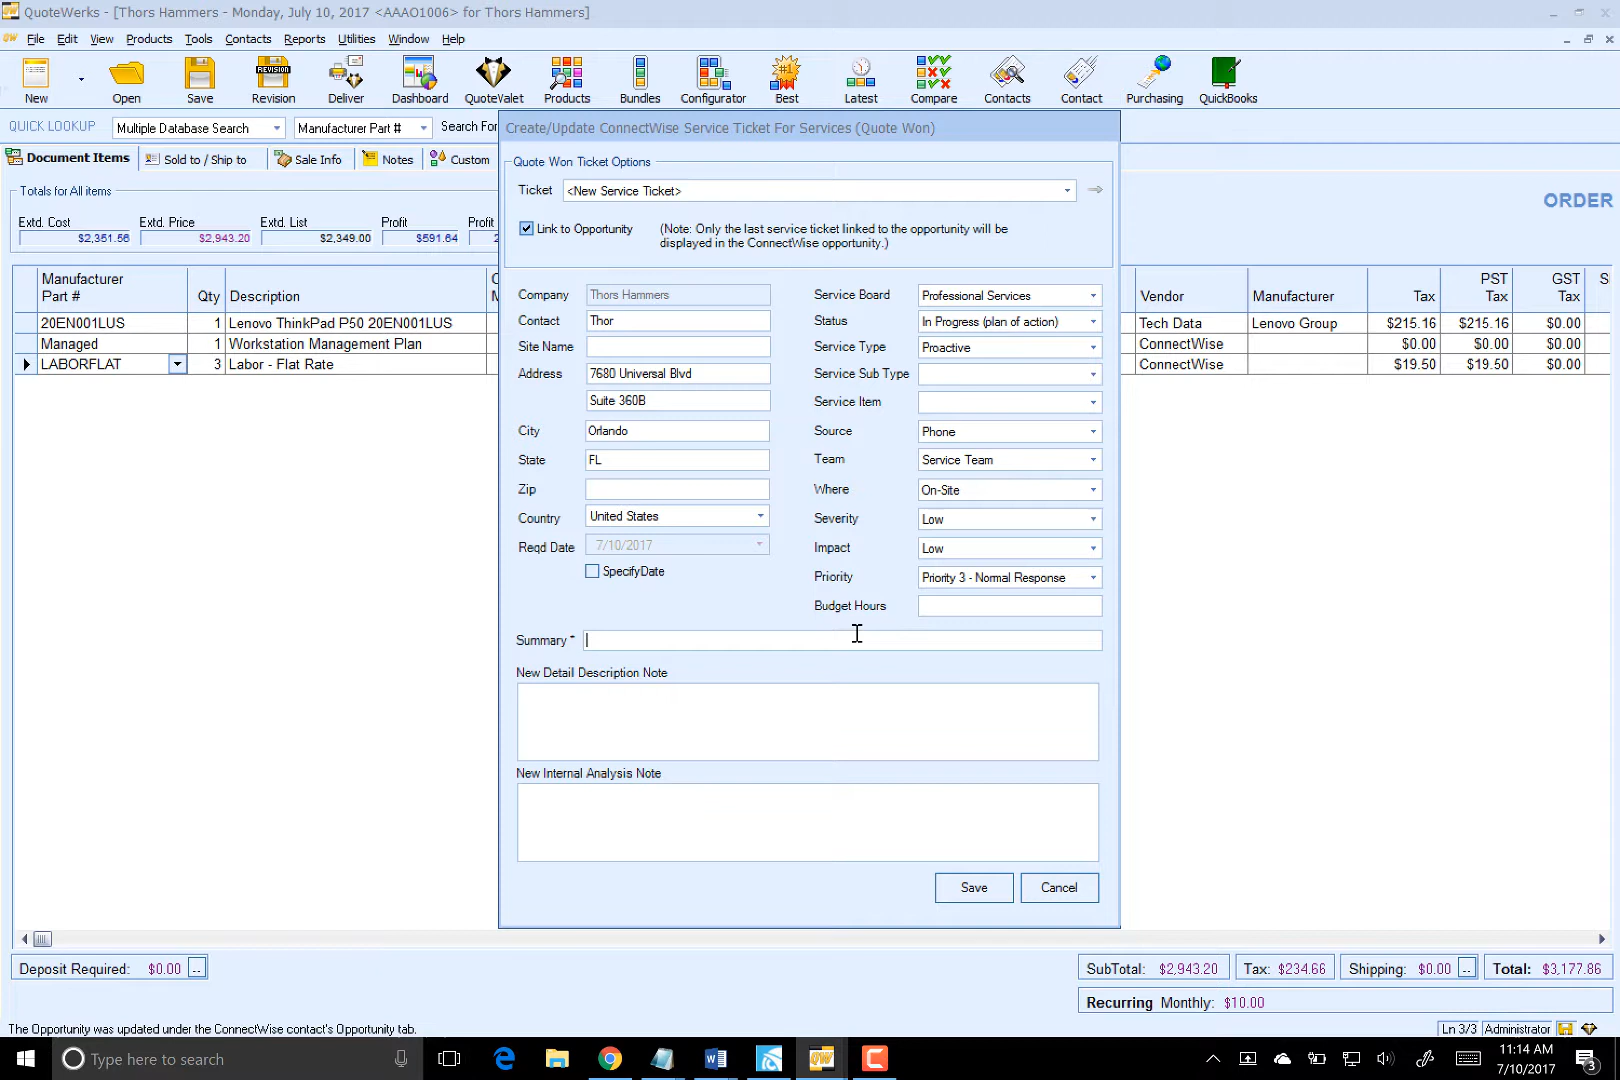 QuoteWerks - [Thors Hammers - Monday, July 10, 2017 <AAAO1006> for Thors Hammers]
File Edit View Products Tools Contacts Reports Utilities Window Help
New Open Save Revision Deliver Dashboard QuoteValet Products Bundles Configurator Best Latest Compare Contacts Contact Purchasing QuickBooks
QUICK LOOKUP Multiple Database Search Manufacturer Part # Search For
Document Items Sold to / Ship to Sale Info Notes Custom
Totals for All items
Extd. Cost Extd. Price Extd. List Profit Profit
$2,351.56 $2,943.20 $2,349.00 $591.64 2
ORDER
Manufacturer Part # Qty Description Vendor Manufacturer Tax PST Tax GST Tax
20EN001LUS 1 Lenovo ThinkPad P50 20EN001LUS Tech Data Lenovo Group $215.16 $215.16 $0.00
Managed 1 Workstation Management Plan ConnectWise $0.00 $0.00 $0.00
LABORFLAT 3 Labor - Flat Rate ConnectWise $19.50 $19.50 $0.00
Create/Update ConnectWise Service Ticket For Services (Quote Won)
Quote Won Ticket Options
Ticket <New Service Ticket>
Link to Opportunity (Note: Only the last service ticket linked to the opportunity will be
displayed in the ConnectWise opportunity.)
Company Thors Hammers Service Board Professional Services
Contact Thor Status In Progress (plan of action)
Site Name Service Type Proactive
Address 7680 Universal Blvd Service Sub Type
Suite 360B Service Item
City Orlando Source Phone
State FL Team Service Team
Zip Where On-Site
Country United States Severity Low
Reqd Date 7/10/2017 Impact Low
SpecifyDate Priority Priority 3 - Normal Response
Budget Hours
Summary *
New Detail Description Note
New Internal Analysis Note
Save Cancel
Deposit Required: $0.00 .. SubTotal: $2,943.20 Tax: $234.66 Shipping: $0.00 .. Total: $3,177.86
Recurring Monthly: $10.00
The Opportunity was updated under the ConnectWise contact's Opportunity tab. Ln 3/3 Administrator
Type here to search 11:14 AM
7/10/2017 3